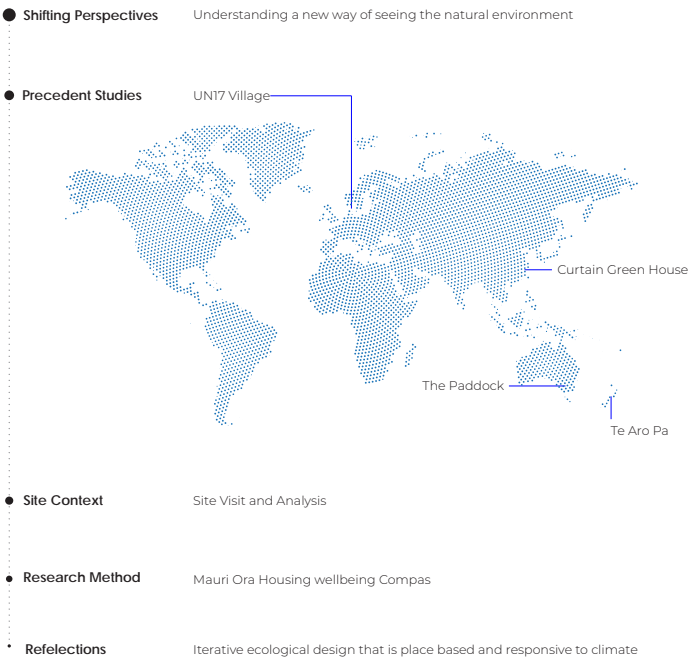 Shifting Perspectives
Understanding a new way of seeing the natural environment
Precedent Studies
UN17 Village
Curtain Green House
The Paddock
Te Aro Pa
Site Context
Site Visit and Analysis
Research Method
Mauri Ora Housing wellbeing Compas
Refelections
Iterative ecological design that is place based and responsive to climate